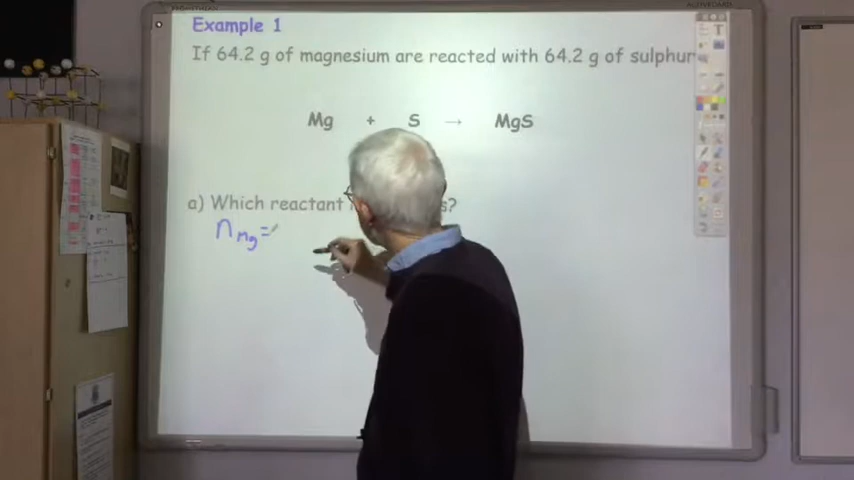 Example 1
If 64.2 g of magnesium are reacted with 64.2 g of sulphur
Mg + S → MgS
a) Which reactant s?
n Mg =